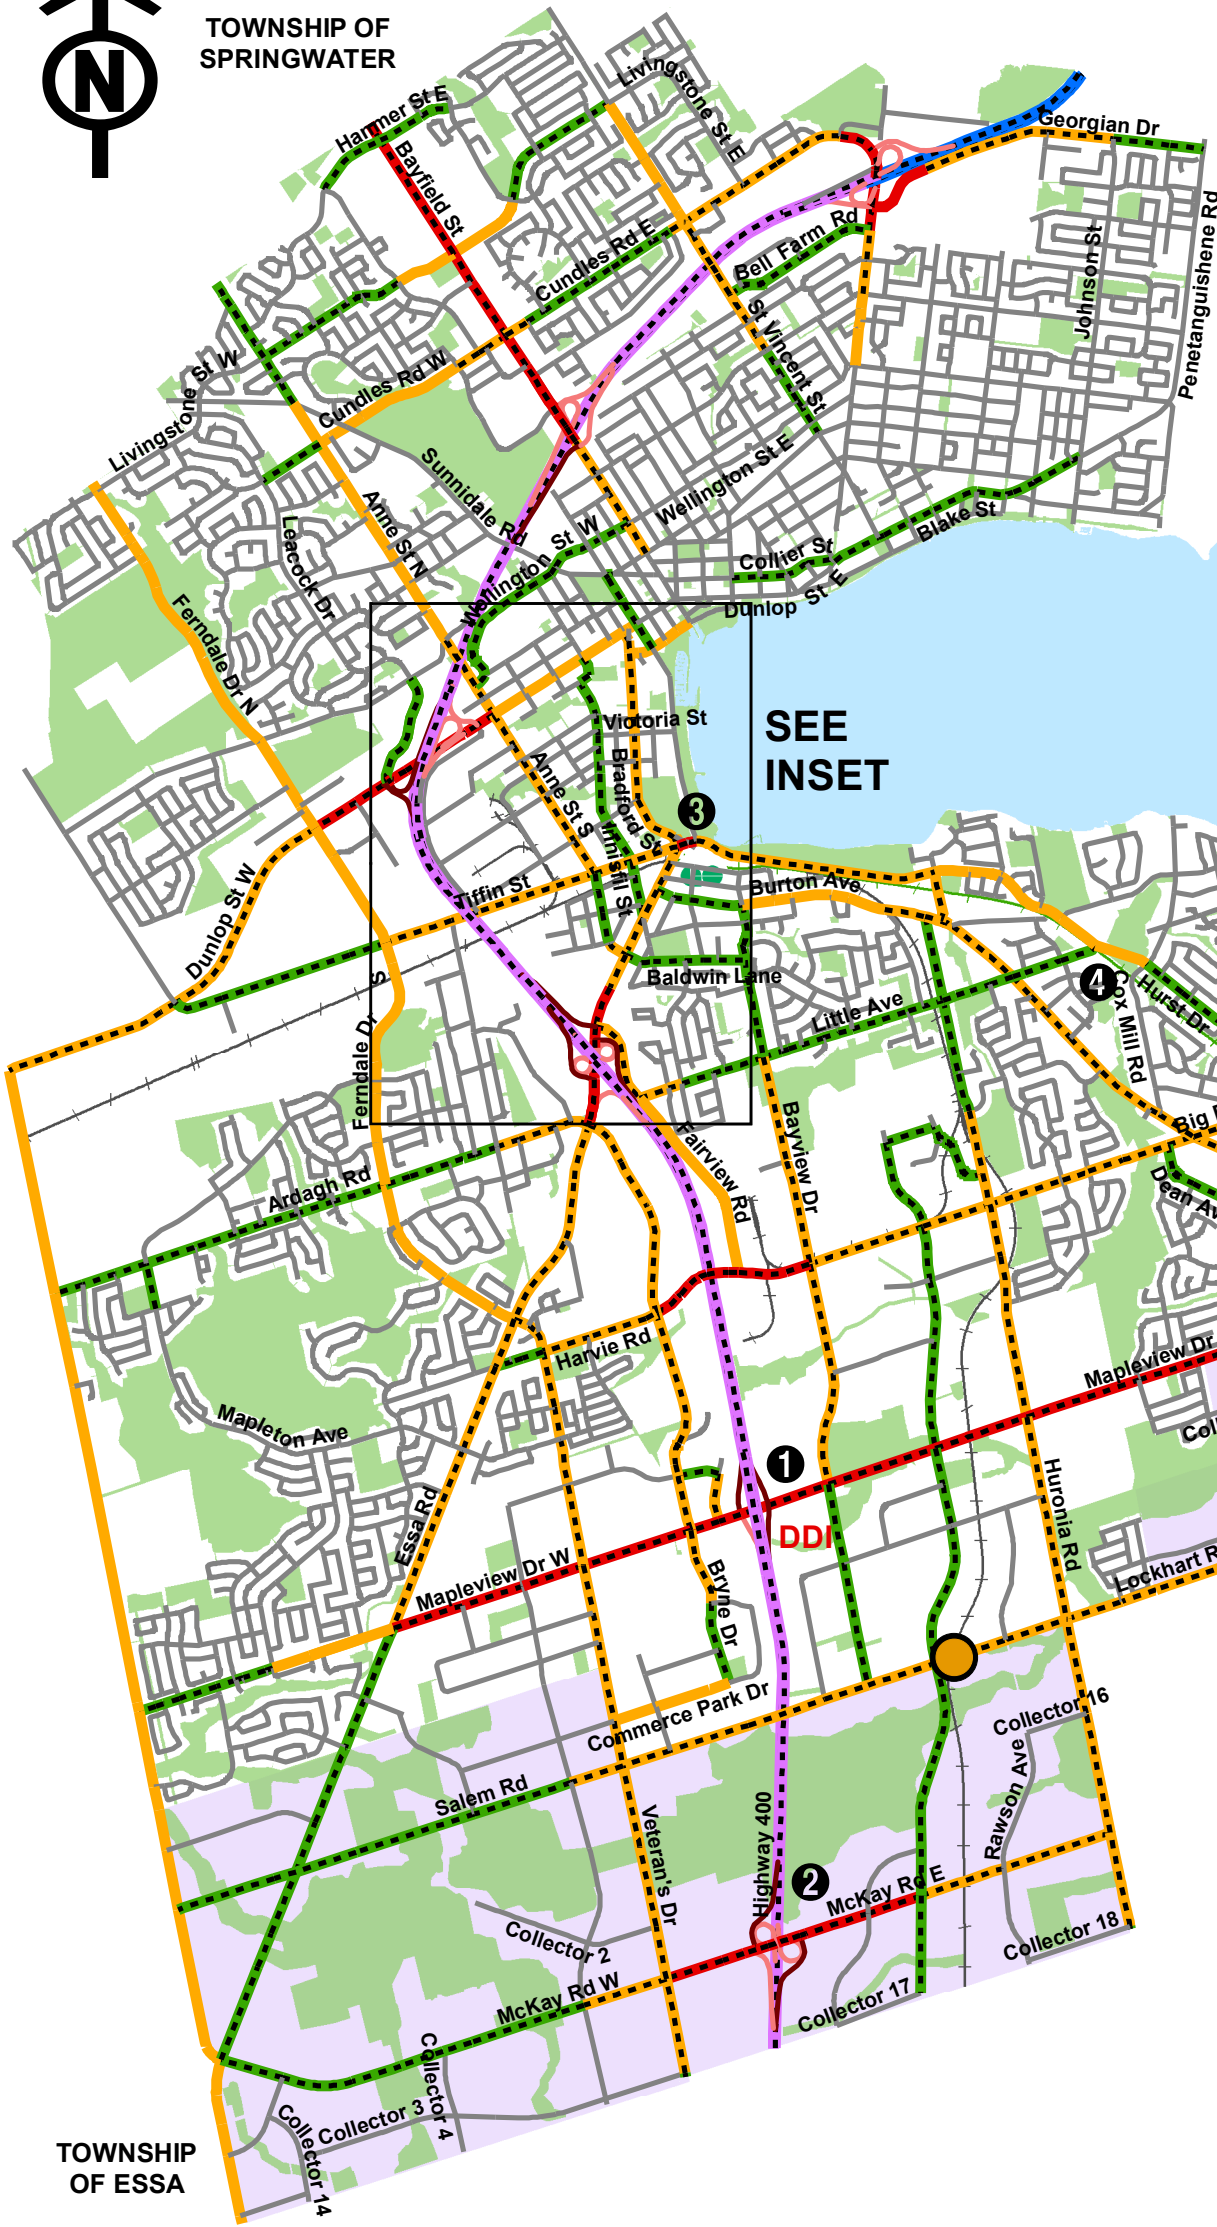 TOWNSHIP OF
SPRINGWATER
N
Hanmer St E
Livingstone St E
Georgian Dr
Bayfield St
Cundles Rd E
Bell Farm Rd
Johnson St
Penetanguishene Rd
St Vincent St
Livingstone St W
Cundles Rd W
Sunnidale Rd
Wellington St E
Anne St N
Leacock Dr
Wellington St W
Collier St
Blake St
Dunlop St E
Ferndale Dr N
Victoria St
SEE
INSET
Anne St S
Bradford St
Innisfil St
3
Dunlop St W
Tiffin St
Burton Ave
Baldwin Lane
Little Ave
4
Cox Mill Rd
Hurst Dr
Ferndale Dr S
Ardagh Rd
Fairview Rd
Bayview Dr
Big
Dean Av
Harvie Rd
Mapleview Dr
Mapleton Ave
Coll
1
DDI
Essa Rd
Huronia Rd
Mapleview Dr W
Bryne Dr
Lockhart R
Commerce Park Dr
Collector 16
Salem Rd
Veteran's Dr
Highway 400
Rawson Ave
2
McKay Rd E
Collector 2
Collector 18
McKay Rd W
Collector 17
Collector 4
Collector 3
Collector 14
TOWNSHIP
OF ESSA